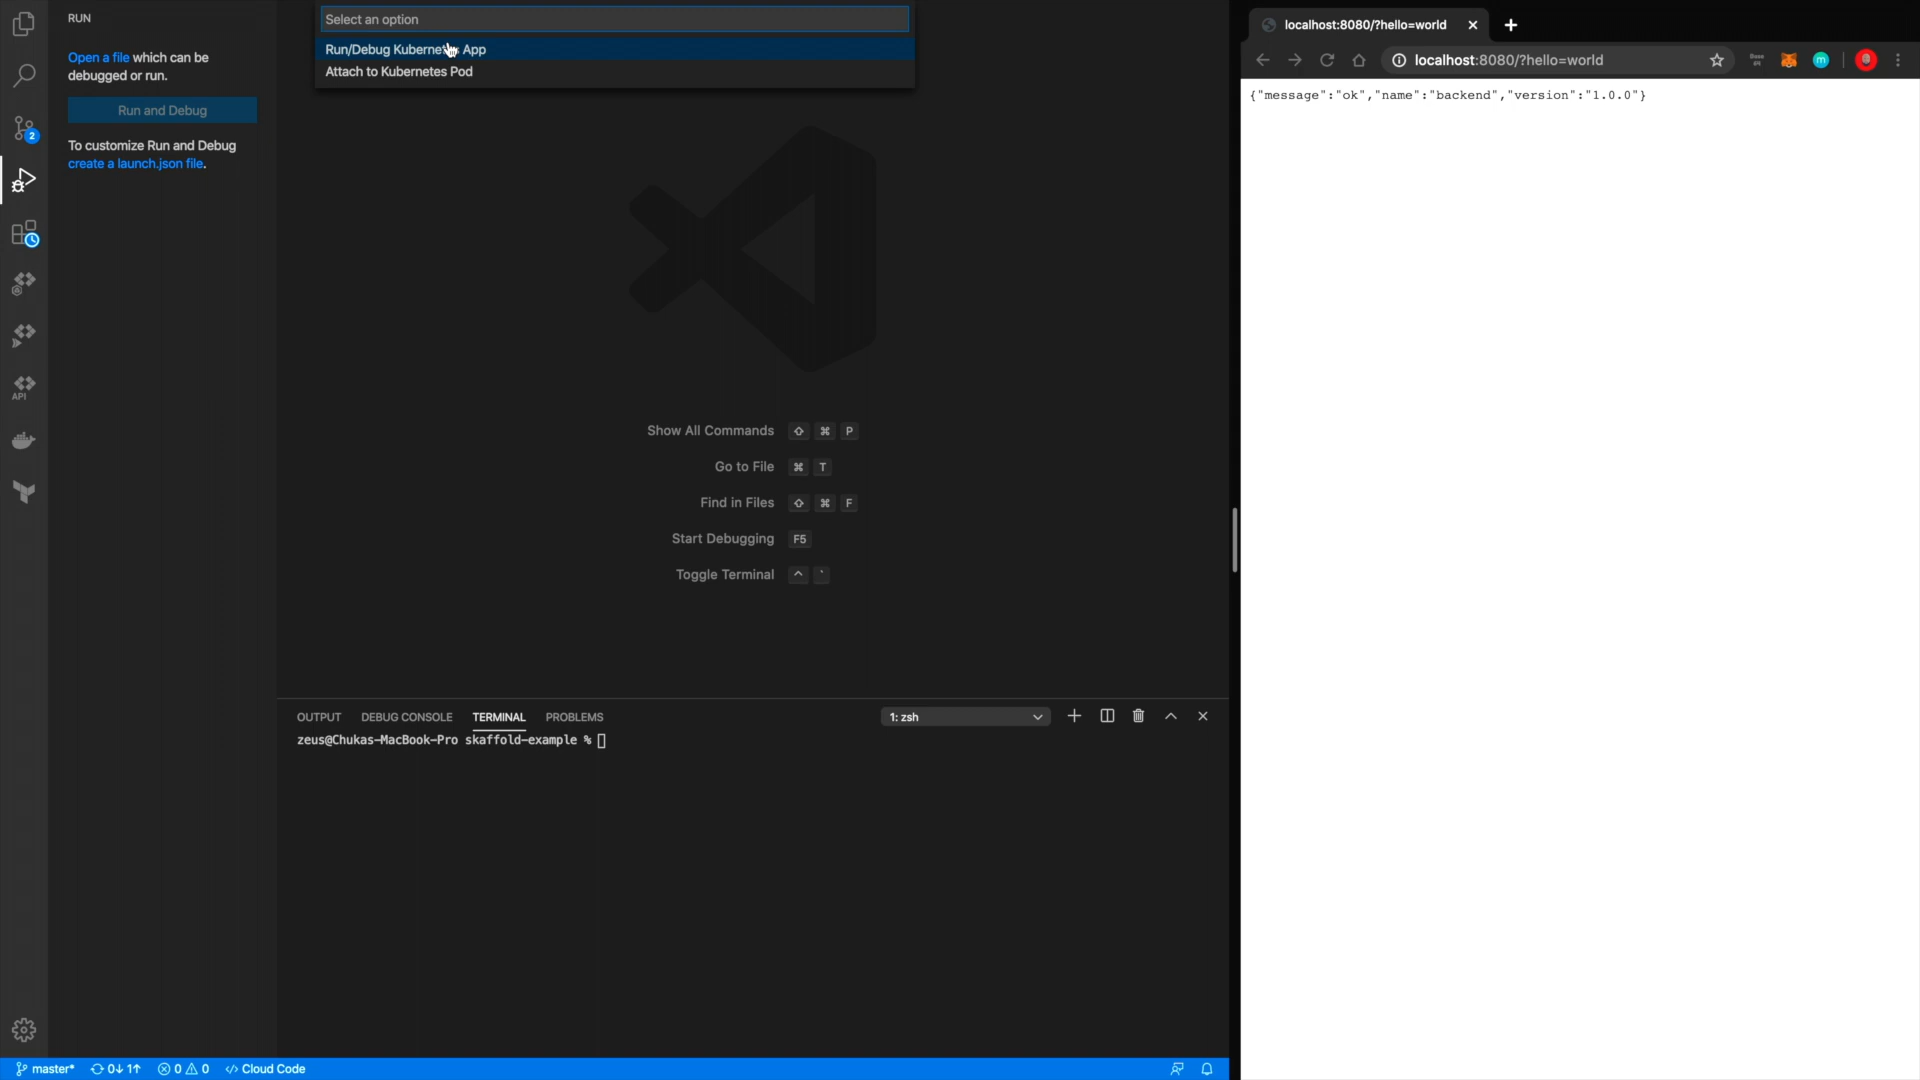 RUN
Open a file which can be
debugged or run.
Run and Debug
To customize Run and Debug
create a launch.json file.
2
API
Select an option
Run/Debug Kubernetes App
Attach to Kubernetes Pod
Show All Commands ⇧ ⌘ P
Go to File ⌘ T
Find in Files ⇧ ⌘ F
Start Debugging F5
Toggle Terminal ^ `
OUTPUT DEBUG CONSOLE TERMINAL PROBLEMS 1: zsh
zeus@Chukas-MacBook-Pro skaffold-example %
master* 0↓ 1↑ 0 0 </> Cloud Code
localhost:8080/?hello=world
localhost:8080/?hello=world
m
{"message":"ok","name":"backend","version":"1.0.0"}